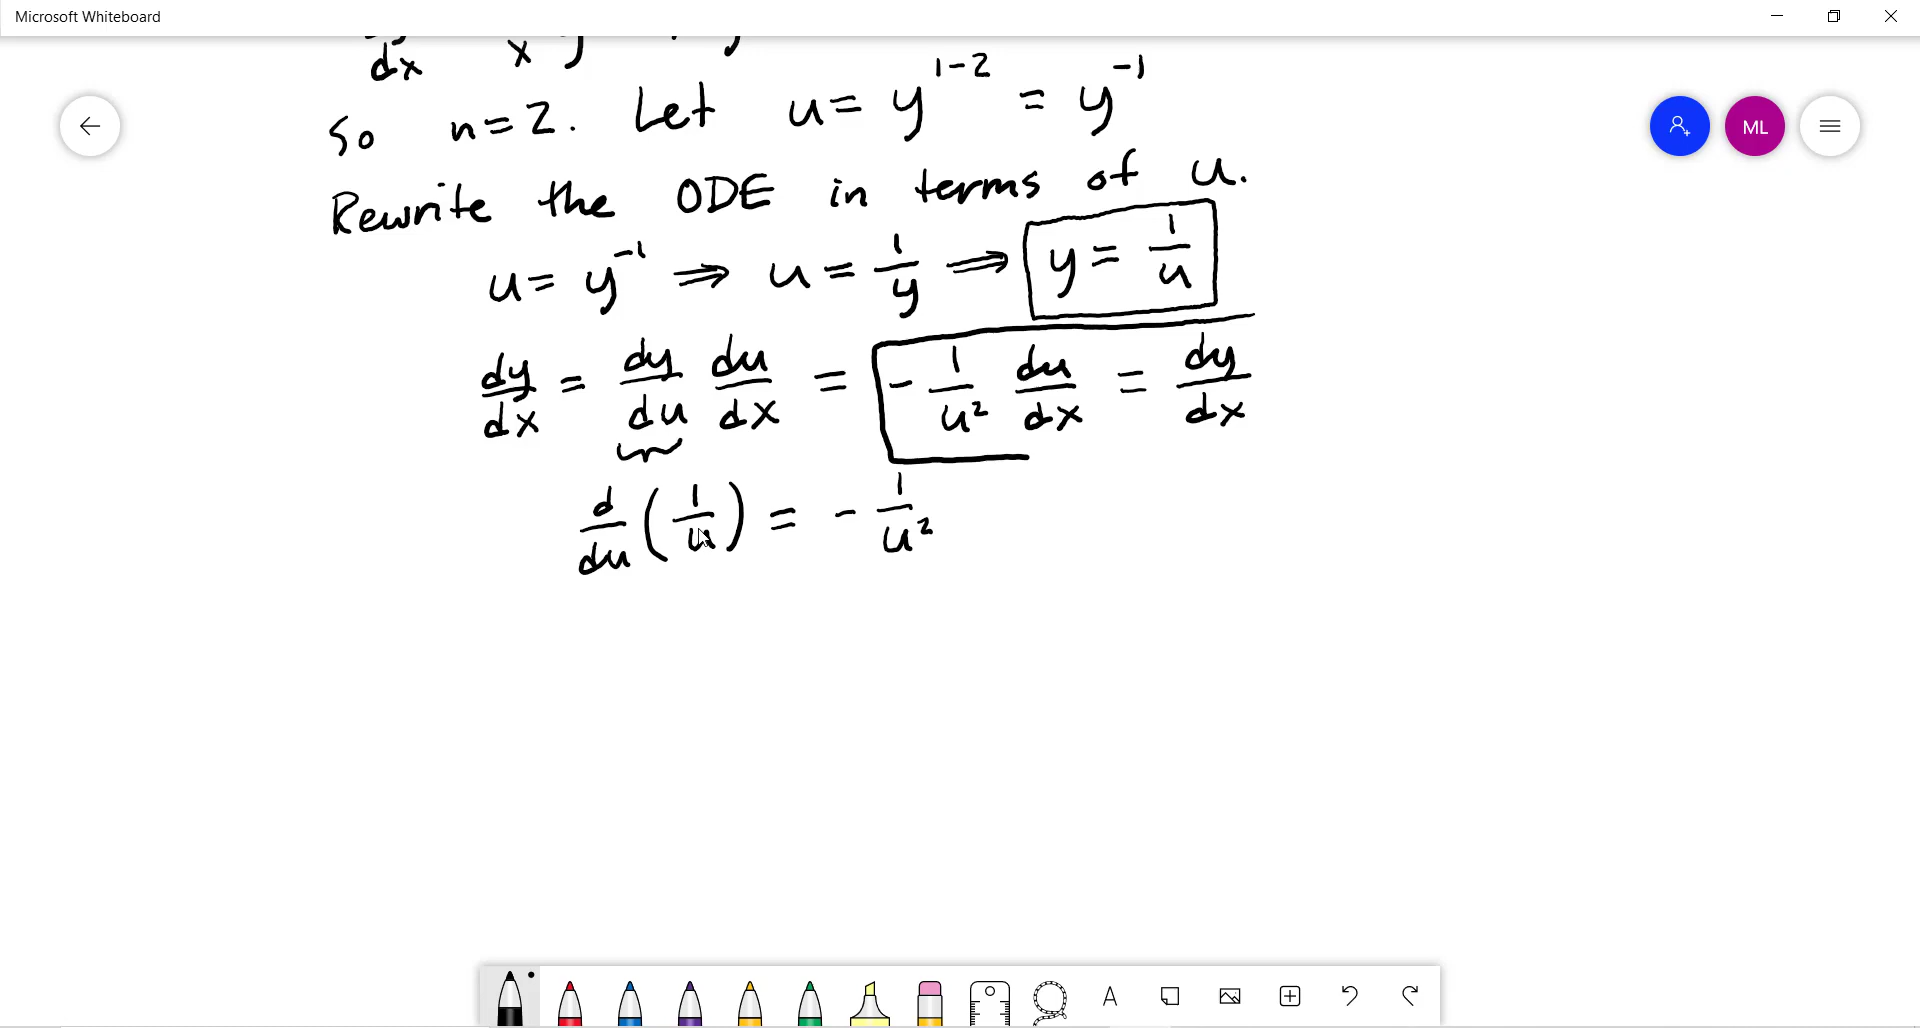 Microsoft Whiteboard
dx x y
So n=2. Let u = y^{1-2} = y^{-1}
Rewrite the ODE in terms of u.
u = y^{-1} ⟹ u = 1/y ⟹ y = 1/u
dy/dx = dy/du du/dx = - 1/u² du/dx = dy/dx
d/du (1/u) = - 1/u²
ML
A